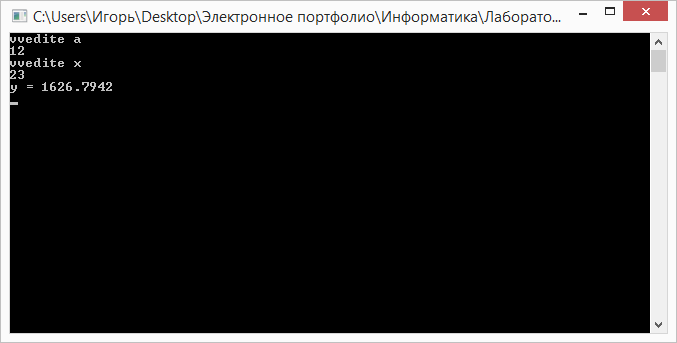 C:\Users\Игорь\Desktop\Электронное портфолио\Информатика\Лаборато...
vvedite a
12
vvedite x
23
y = 1626.7942